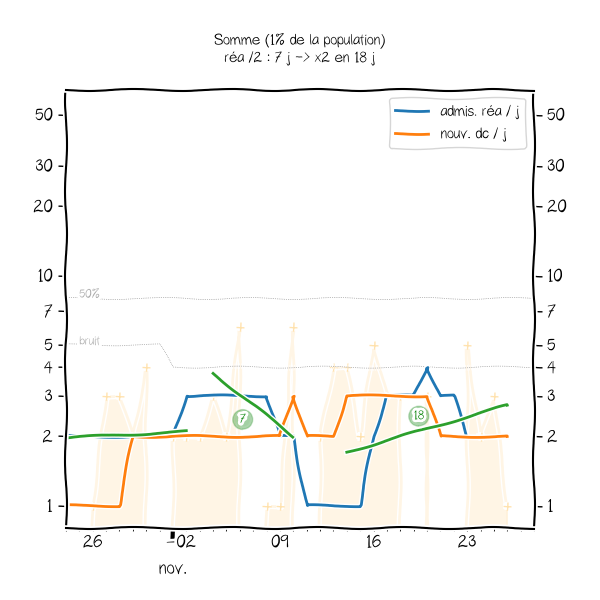 Somme (1% de la population)
réa /2 : 7 j -> x2 en 18 j
admis. réa / j
nouv. dc / j
50 50
30 30
20 20
10 10
50%
7 7
bruit
5 5
4 4
3 3
7 18
2 2
1 1
26 02 09 16 23
nov.